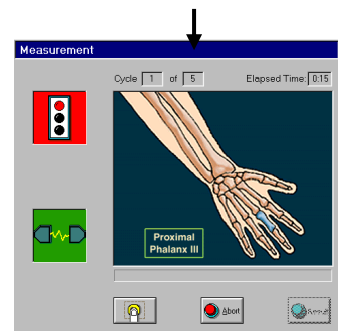 Measurement
Cycle 1 of 5 Elapsed Time: 0:15
Proximal
Phalanx III
Abort